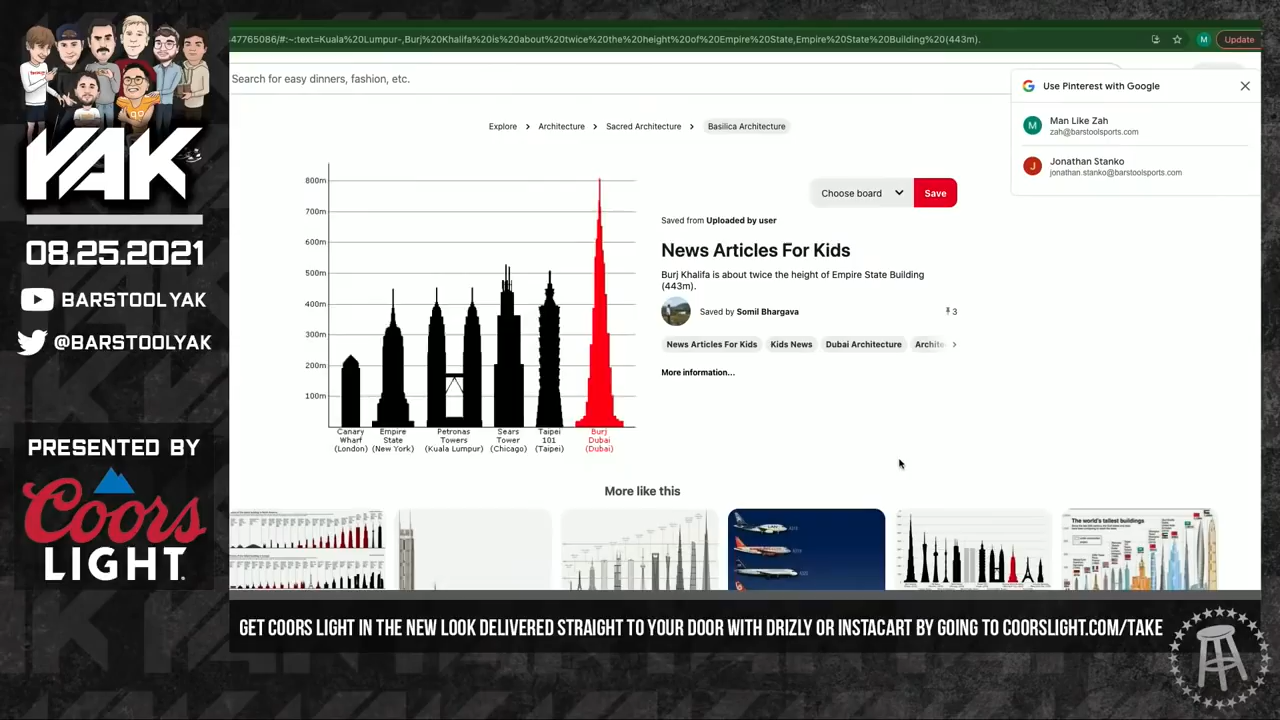 YAK
08.25.2021
BARSTOOLYAK
@BARSTOOLYAK
PRESENTED BY
Coors
LIGHT
47765086/#:~:text=Kuala%20Lumpur-,Burj%20Khalifa%20is%20about%20twice%20the%20height%20of%20Empire%20State,Empire%20State%20Building%20(443m).
M
Update
Search for easy dinners, fashion, etc.
Use Pinterest with Google
M
Man Like Zah
zah@barstoolsports.com
J
Jonathan Stanko
jonathan.stanko@barstoolsports.com
Explore > Architecture > Sacred Architecture > Basilica Architecture
800m
700m
600m
500m
400m
300m
200m
100m
Canary Wharf (London)
Empire State (New York)
Petronas Towers (Kuala Lumpur)
Sears Tower (Chicago)
Taipei 101 (Taipei)
Burj Dubai (Dubai)
Choose board
Save
Saved from Uploaded by user
News Articles For Kids
Burj Khalifa is about twice the height of Empire State Building
(443m).
Saved by Somil Bhargava
3
News Articles For Kids
Kids News
Dubai Architecture
Archite
More information...
More like this
The world's tallest buildings
GET COORS LIGHT IN THE NEW LOOK DELIVERED STRAIGHT TO YOUR DOOR WITH DRIZLY OR INSTACART BY GOING TO COORSLIGHT.COM/TAKE